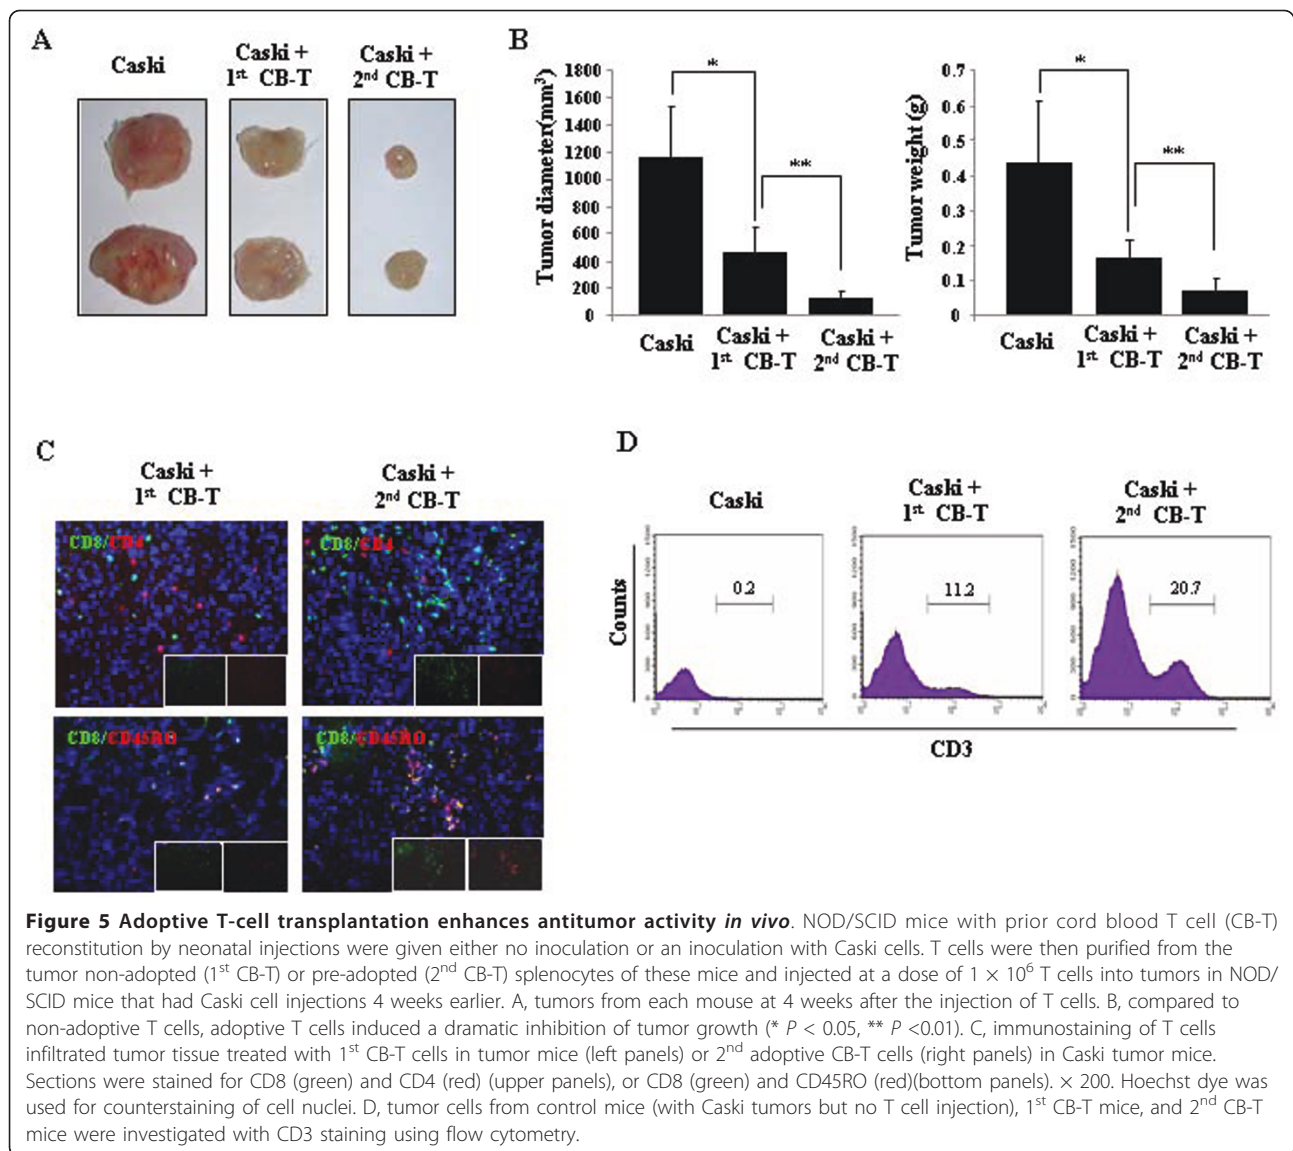 A
Caski
Caski +
1st CB-T
Caski +
2nd CB-T
B
Tumor diameter(mm3)
1800
1600
1400
1200
1000
800
600
400
200
0
*
**
Caski
Caski +
1st CB-T
Caski +
2nd CB-T
Tumor weight (g)
0.7
0.6
0.5
0.4
0.3
0.2
0.1
0
*
**
Caski
Caski +
1st CB-T
Caski +
2nd CB-T
C
Caski +
1st CB-T
Caski +
2nd CB-T
CD8/CD4
CD8/CD4
CD8/CD45RO
CD8/CD45RO
D
Caski
Caski +
1st CB-T
Caski +
2nd CB-T
Counts
0.2
11.2
20.7
CD3
Figure 5 Adoptive T-cell transplantation enhances antitumor activity in vivo. NOD/SCID mice with prior cord blood T cell (CB-T)
reconstitution by neonatal injections were given either no inoculation or an inoculation with Caski cells. T cells were then purified from the
tumor non-adopted (1st CB-T) or pre-adopted (2nd CB-T) splenocytes of these mice and injected at a dose of 1 × 10⁶ T cells into tumors in NOD/
SCID mice that had Caski cell injections 4 weeks earlier. A, tumors from each mouse at 4 weeks after the injection of T cells. B, compared to
non-adoptive T cells, adoptive T cells induced a dramatic inhibition of tumor growth (* P < 0.05, ** P <0.01). C, immunostaining of T cells
infiltrated tumor tissue treated with 1st CB-T cells in tumor mice (left panels) or 2nd adoptive CB-T cells (right panels) in Caski tumor mice.
Sections were stained for CD8 (green) and CD4 (red) (upper panels), or CD8 (green) and CD45RO (red)(bottom panels). × 200. Hoechst dye was
used for counterstaining of cell nuclei. D, tumor cells from control mice (with Caski tumors but no T cell injection), 1st CB-T mice, and 2nd CB-T
mice were investigated with CD3 staining using flow cytometry.